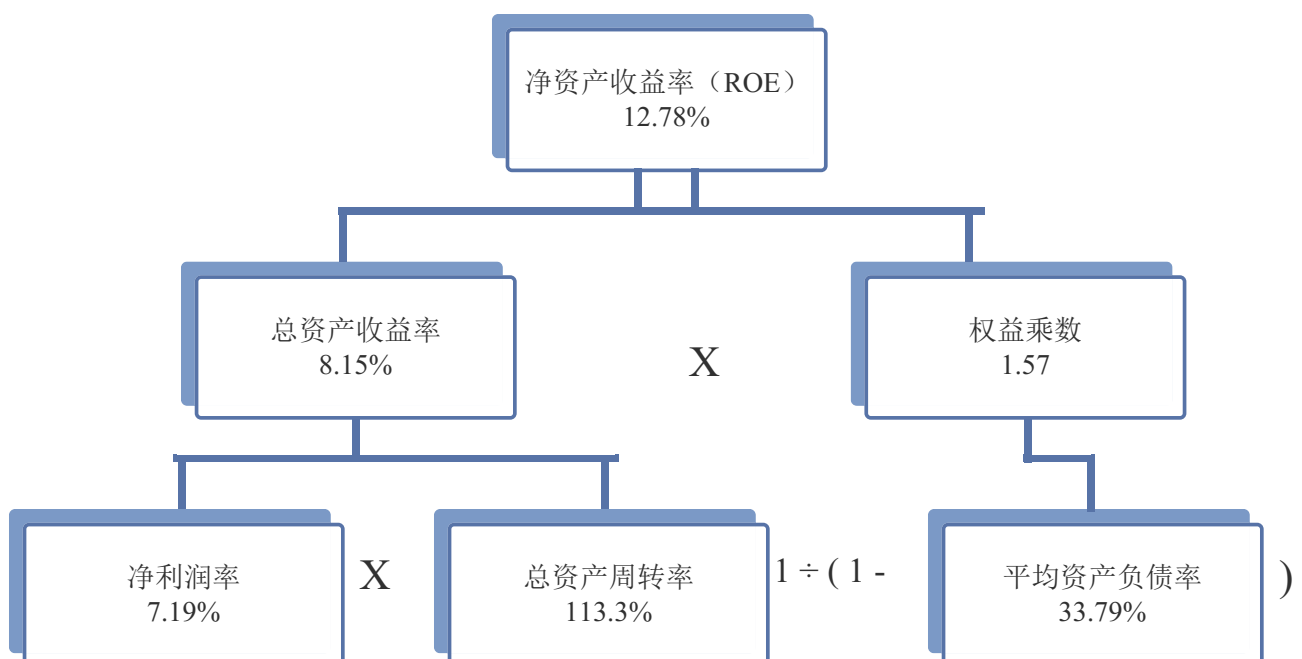 净资产收益率（ROE）
12.78%
总资产收益率
8.15%
X
权益乘数
1.57
净利润率
7.19%
X
总资产周转率
113.3%
1 ÷ ( 1 -
平均资产负债率
33.79%
)